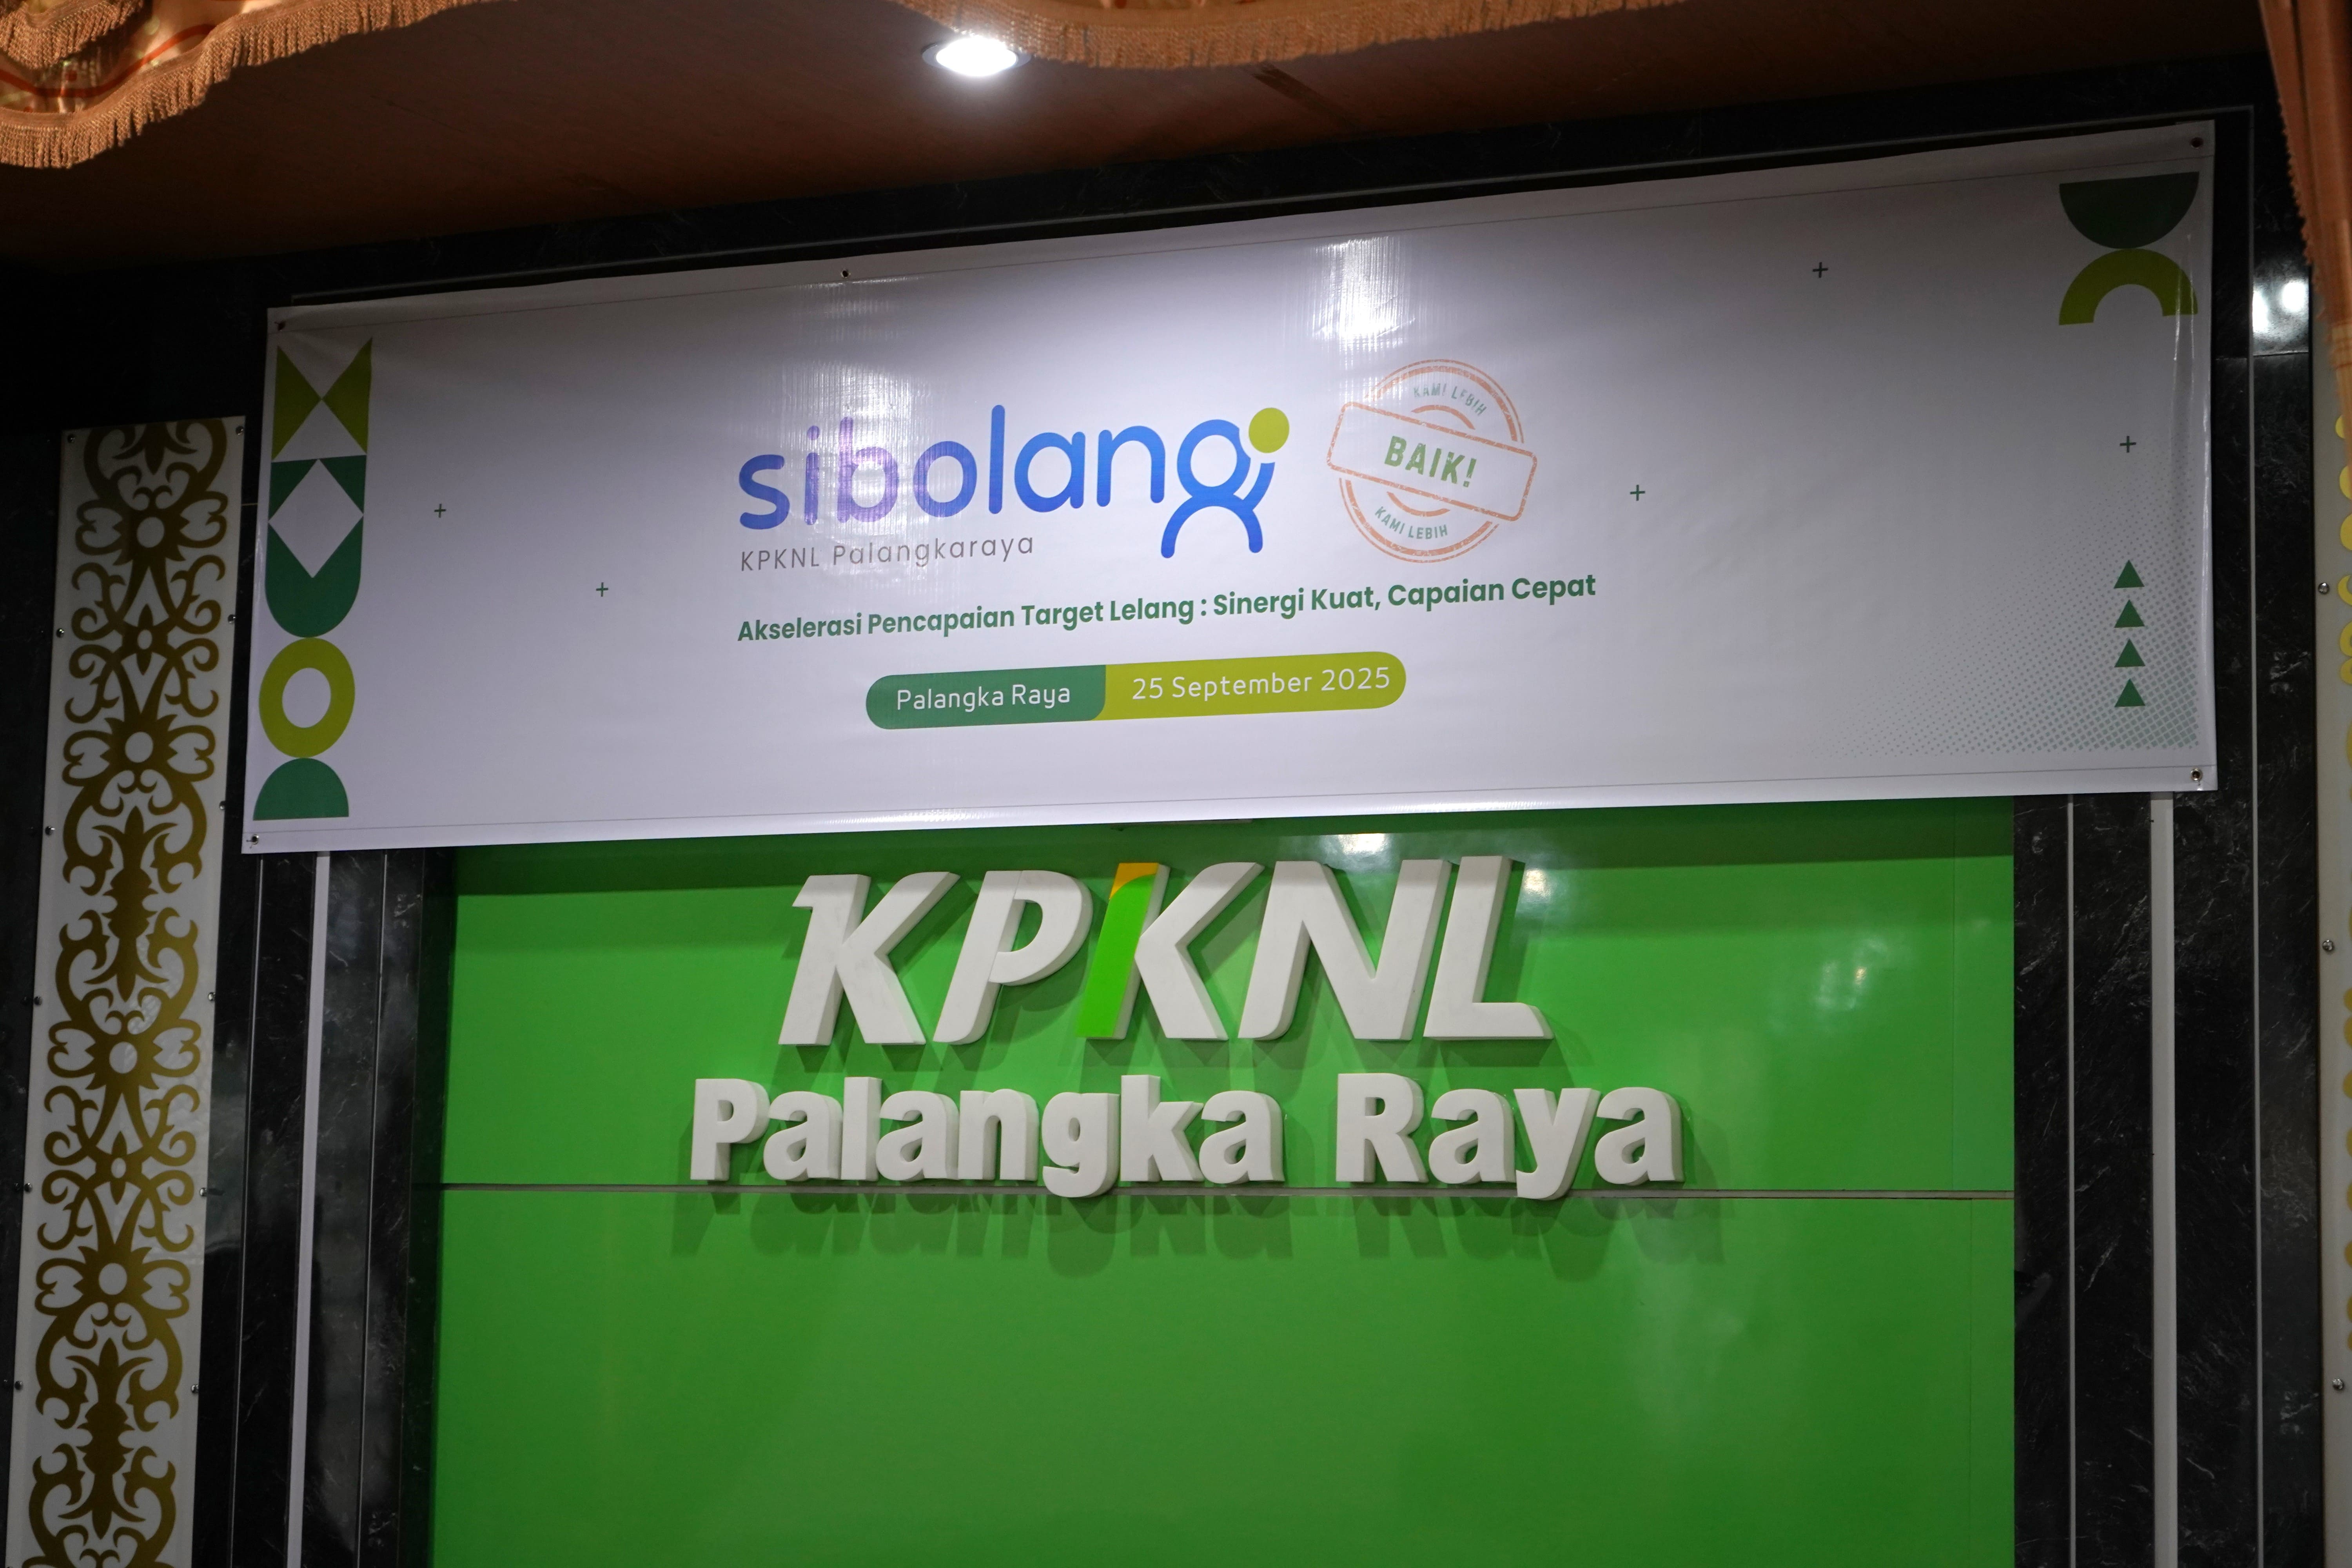 sibolang
KAMI LEBIH
BAIK!
KAMI LEBIH
KPKNL Palangkaraya
Akselerasi Pencapaian Target Lelang : Sinergi Kuat, Capaian Cepat
Palangka Raya 25 September 2025
KPKNL
Palangka Raya